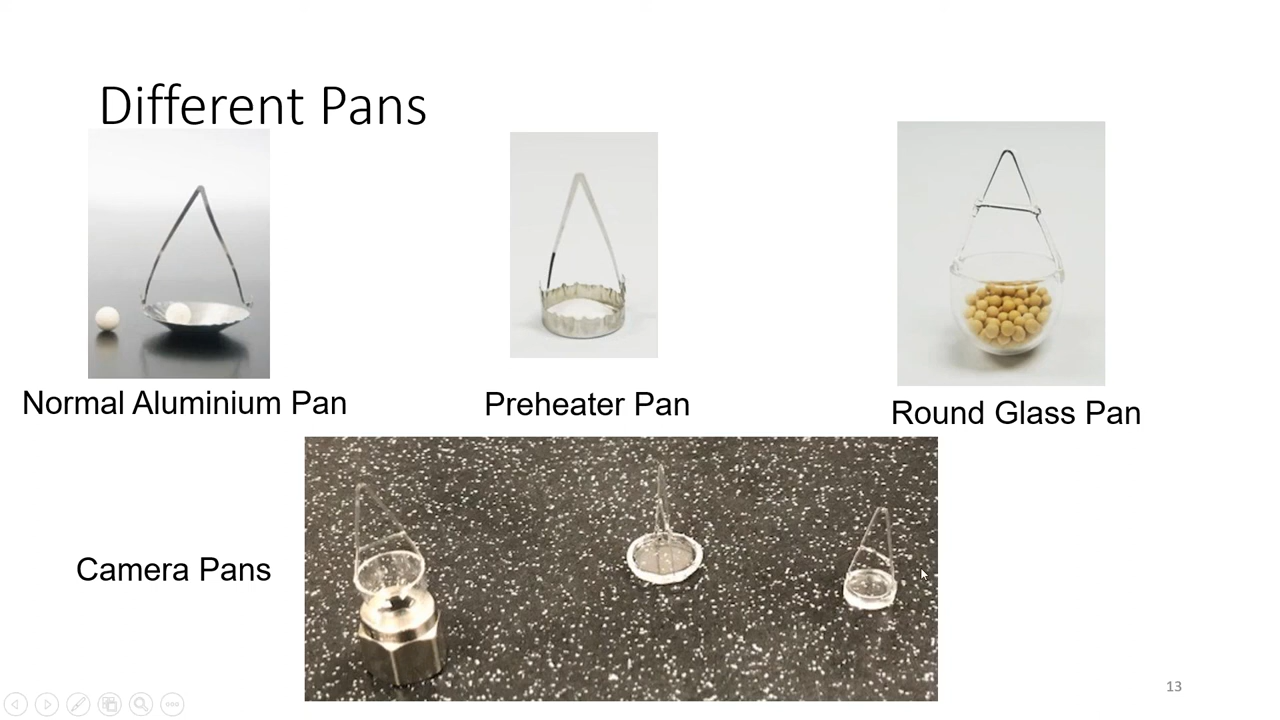 Different Pans
Normal Aluminium Pan
Preheater Pan
Round Glass Pan
Camera Pans
13